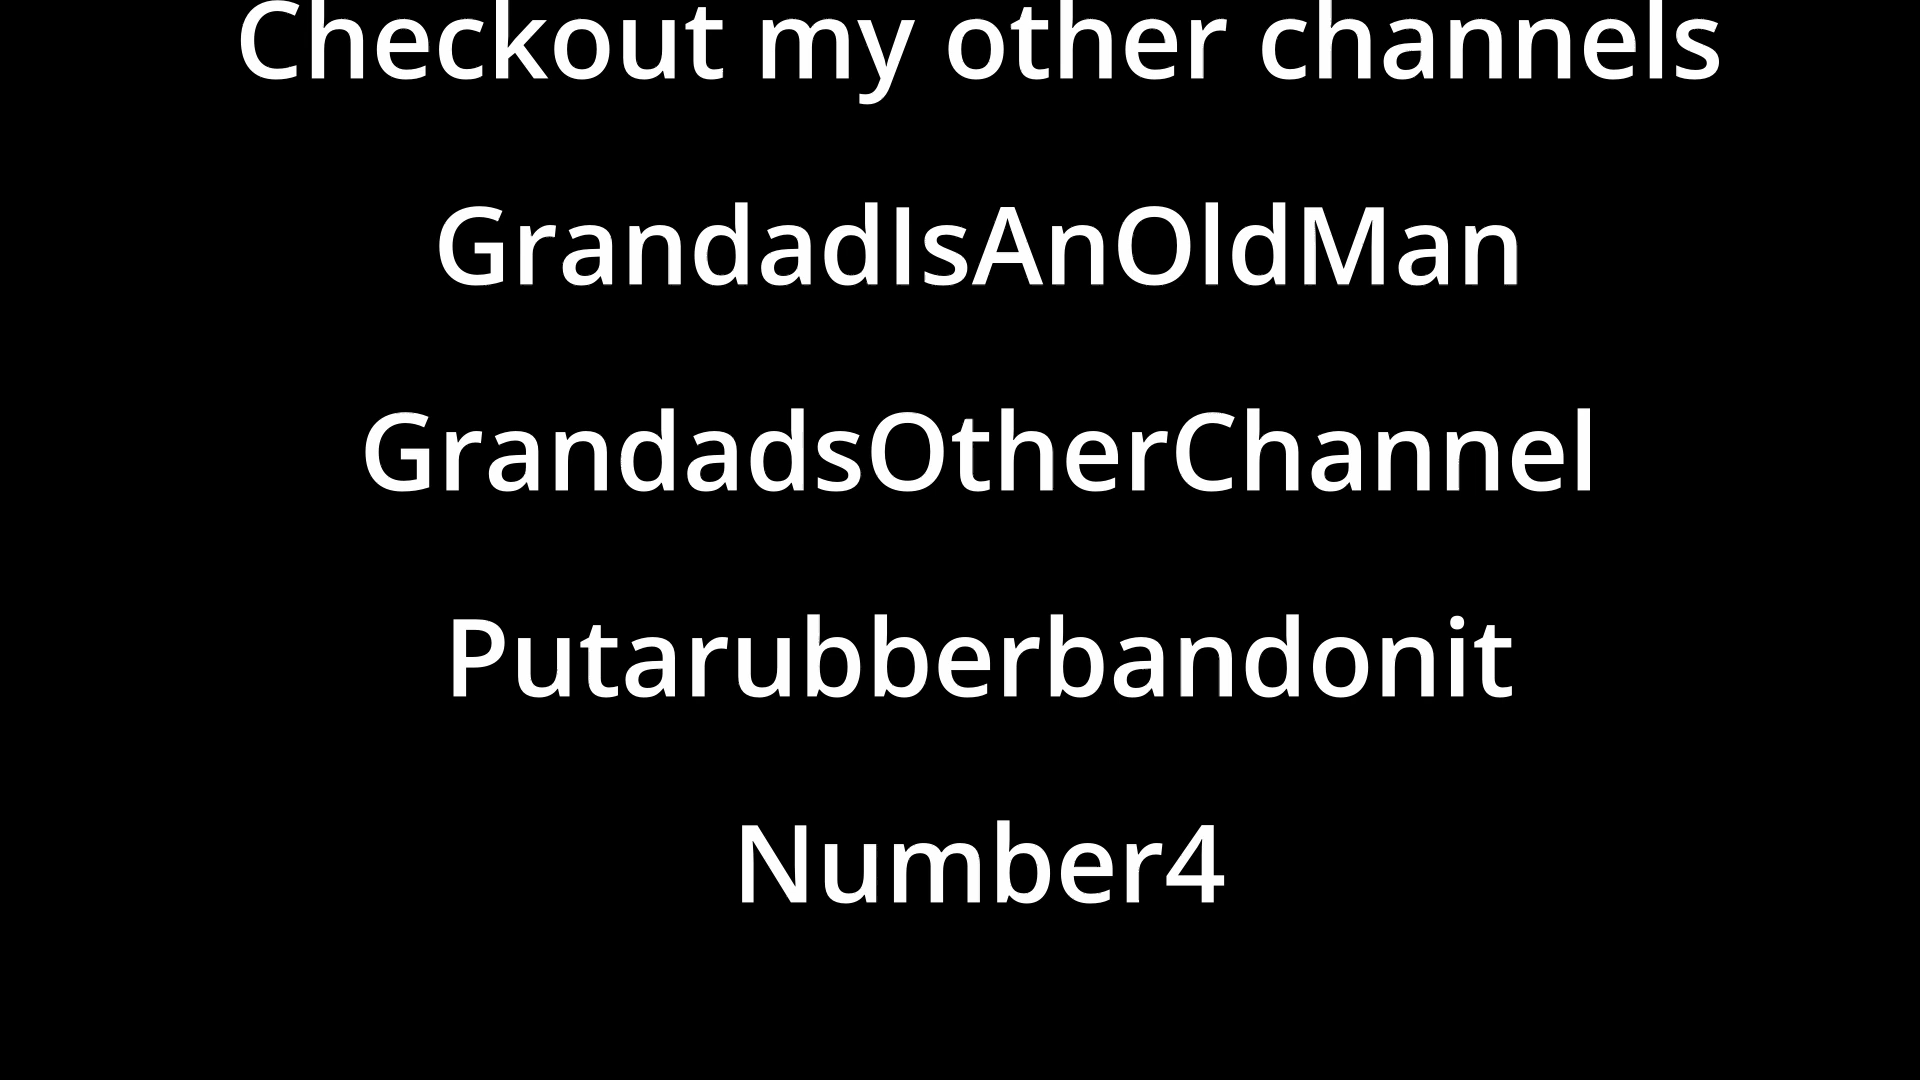 Checkout my other channels
GrandadIsAnOldMan
GrandadsOtherChannel
Putarubberbandonit
Number4